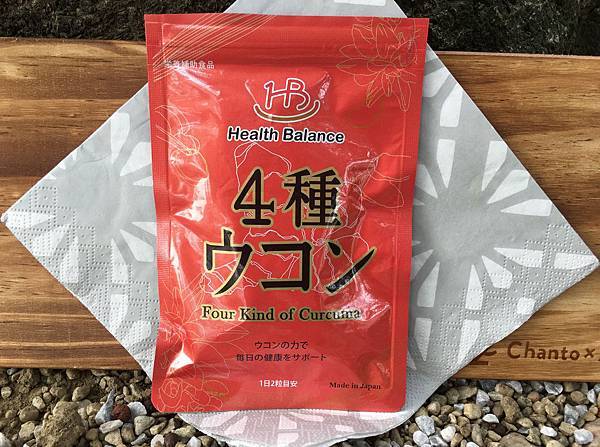 栄養補助食品
HB
Health Balance
4種
ウコン
Four Kind of Curcuma
ウコンの力で
毎日の健康をサポート
1日2粒目安
Made in Japan
Chanto×